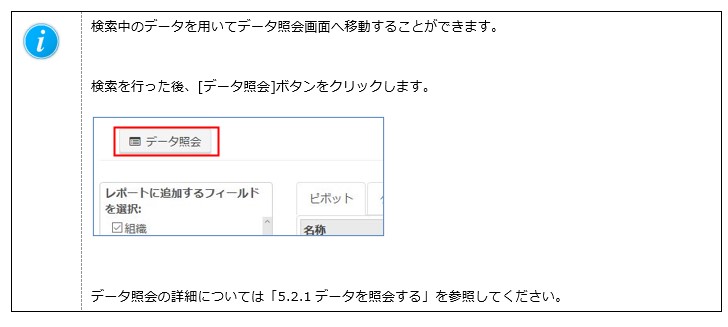 検索中のデータを用いてデータ照会画面へ移動することができます。
検索を行った後、[データ照会]ボタンをクリックします。
データ照会
レポートに追加するフィールド
を選択:
組織
ピボット
名称
データ照会の詳細については「5.2.1 データを照会する」を参照してください。